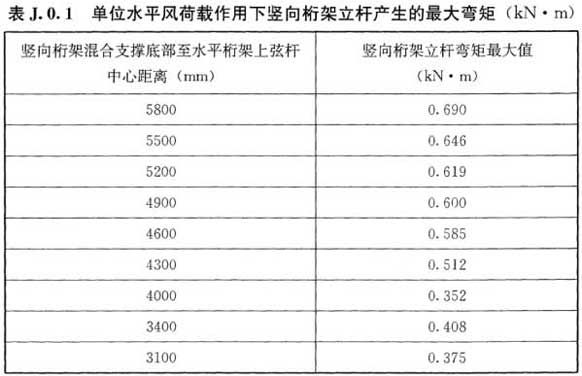 表 J.0.1 单位水平风荷载作用下竖向桁架立杆产生的最大弯矩（kN·m）
竖向桁架混合支撑底部至水平桁架上弦杆
中心距离（mm）
竖向桁架立杆弯矩最大值
（kN·m）
5800 0.690
5500 0.646
5200 0.619
4900 0.600
4600 0.585
4300 0.512
4000 0.352
3400 0.408
3100 0.375